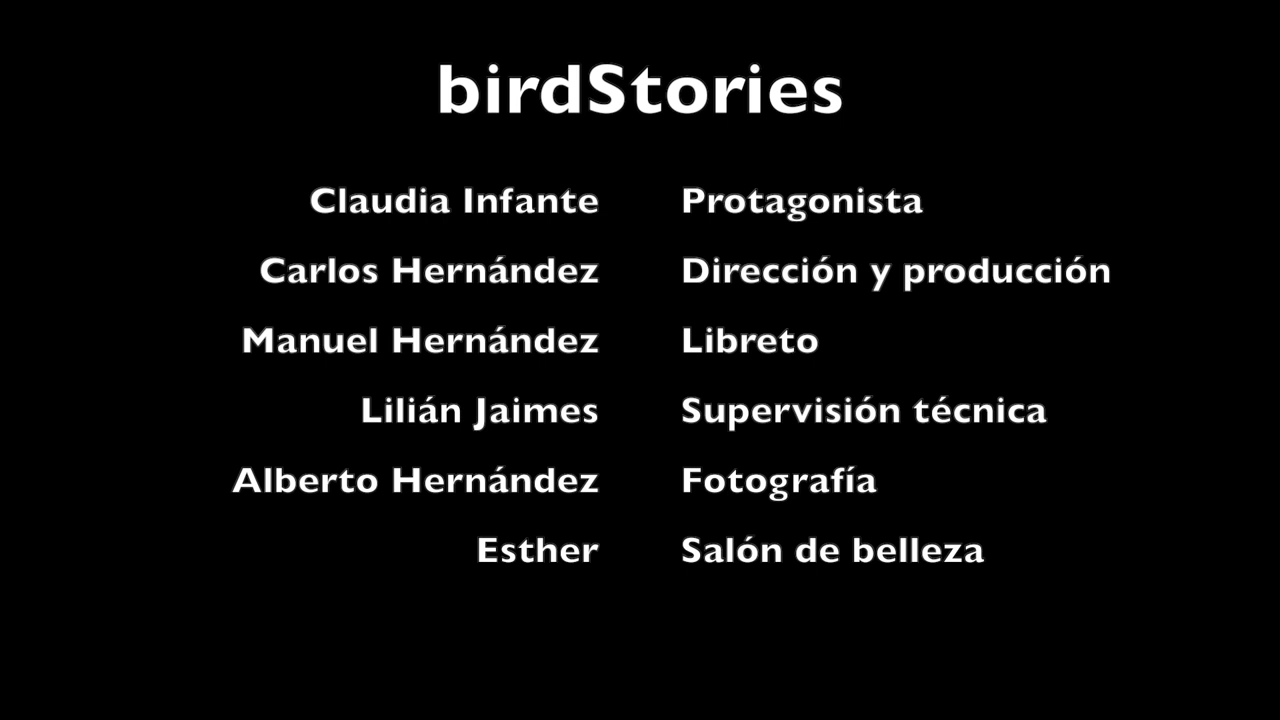 birdStories
Claudia Infante Protagonista
Carlos Hernández Dirección y producción
Manuel Hernández Libreto
Lilián Jaimes Supervisión técnica
Alberto Hernández Fotografía
Esther Salón de belleza